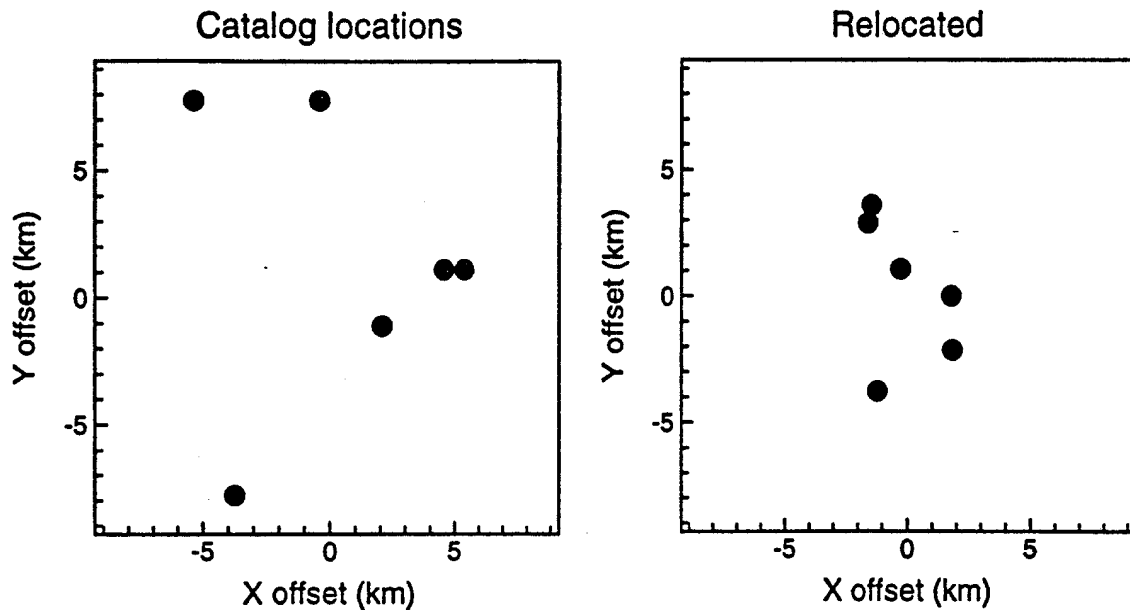 Catalog locations
Y offset (km)
5
0
-5
-5 0 5
X offset (km)
Relocated
Y offset (km)
5
0
-5
-5 0 5
X offset (km)